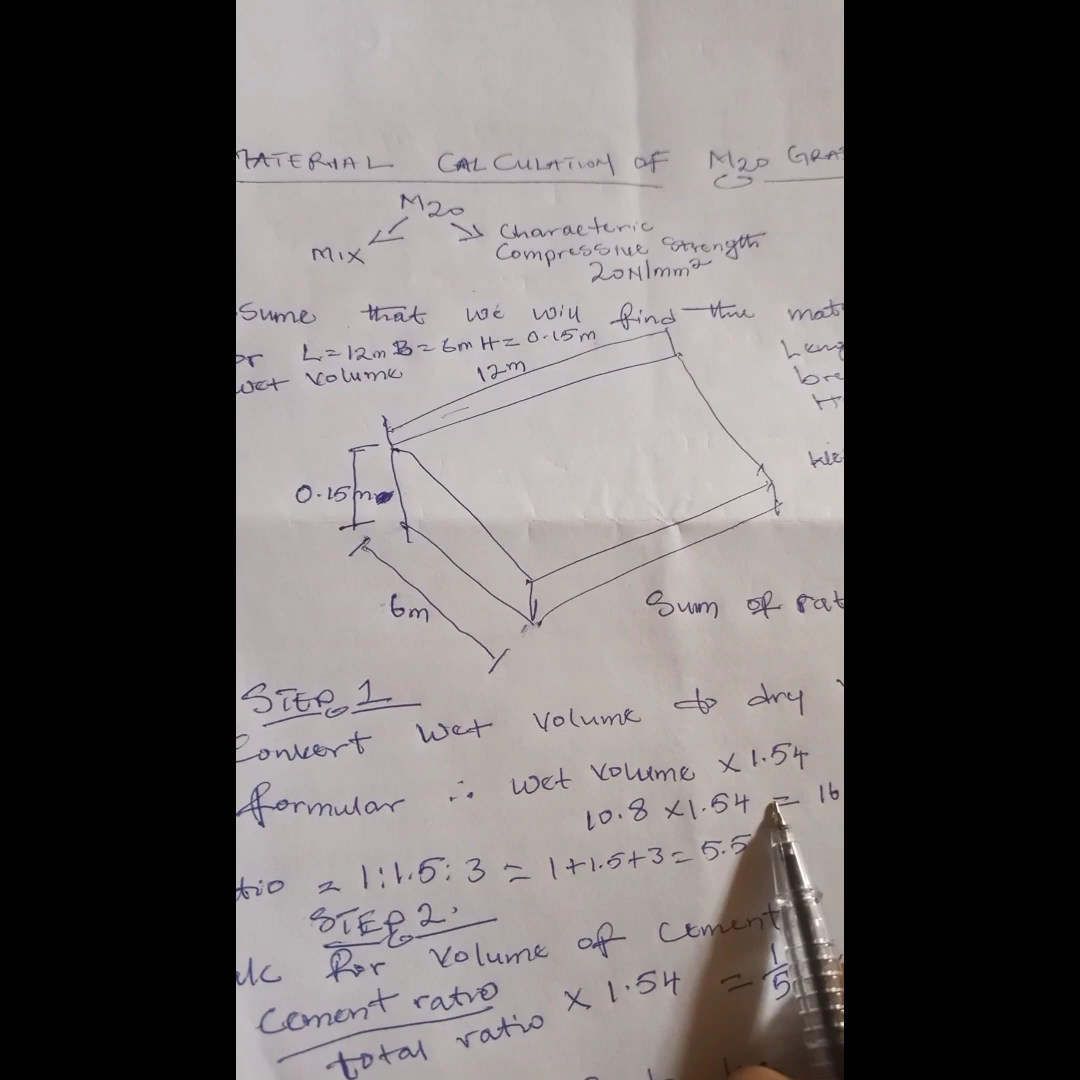 MATERIAL CALCULATION OF M20 GRA
M20
Mix
Characteric
Compressive Strength
20N/mm²
Sume that we will find the mat
or L=12m B=6m H=0.15m
wet volume
12m
Leng
bre
H
0.15m
6m
Sum of rat
STEP 1
Convert wet volume to dry
formular ∴ wet volume x 1.54
10.8 x 1.54 = 16
tio = 1:1.5:3 = 1+1.5+3 = 5.5
STEP 2.
for volume of cement
cement ratio
total ratio
x 1.54 = 1/5